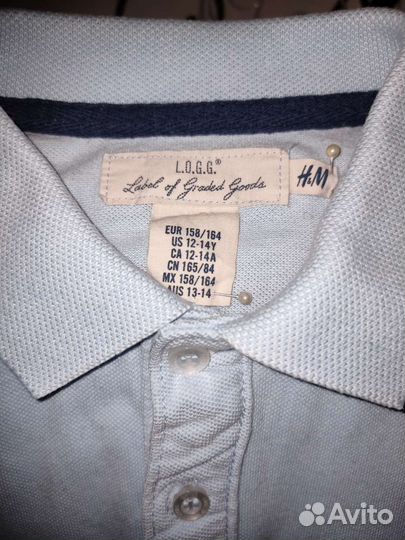 L.O.G.G.®
Label of Graded Goods
H&M
EUR 158/164
US 12-14Y
CA 12-14A
CN 165/84
MX 158/164
AUS 13-14
Avito